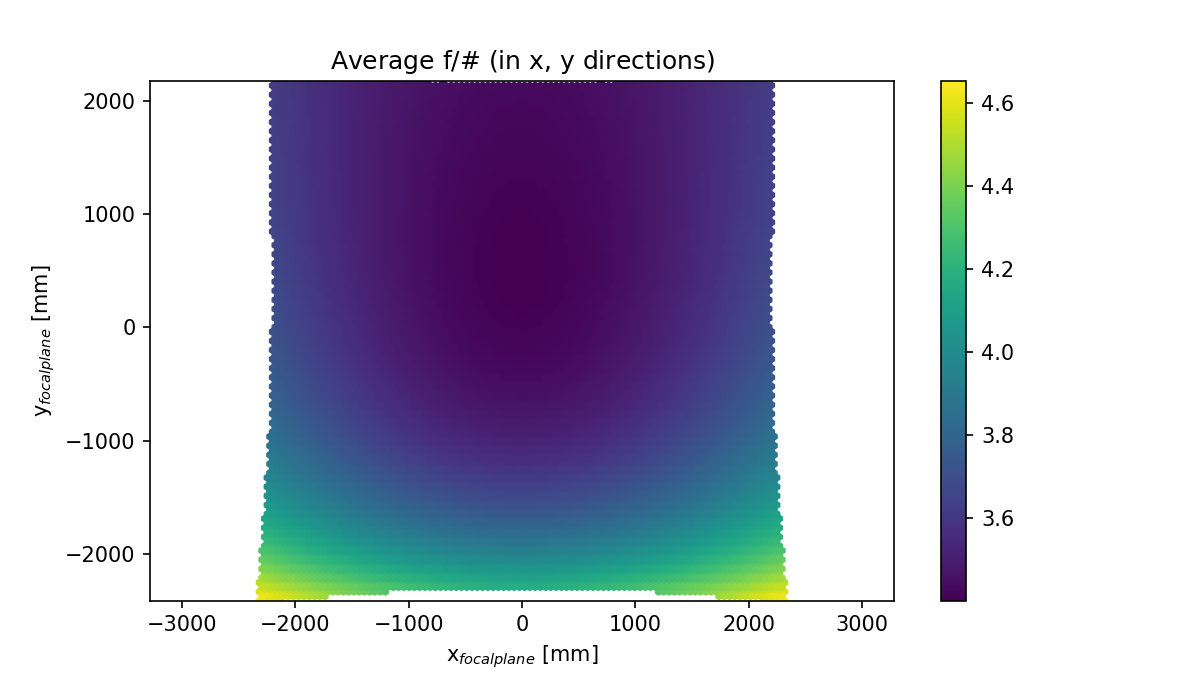 Average f/# (in x, y directions)
2000
1000
0
−1000
−2000
y_focalplane [mm]
−3000 −2000 −1000 0 1000 2000 3000
x_focalplane [mm]
4.6
4.4
4.2
4.0
3.8
3.6